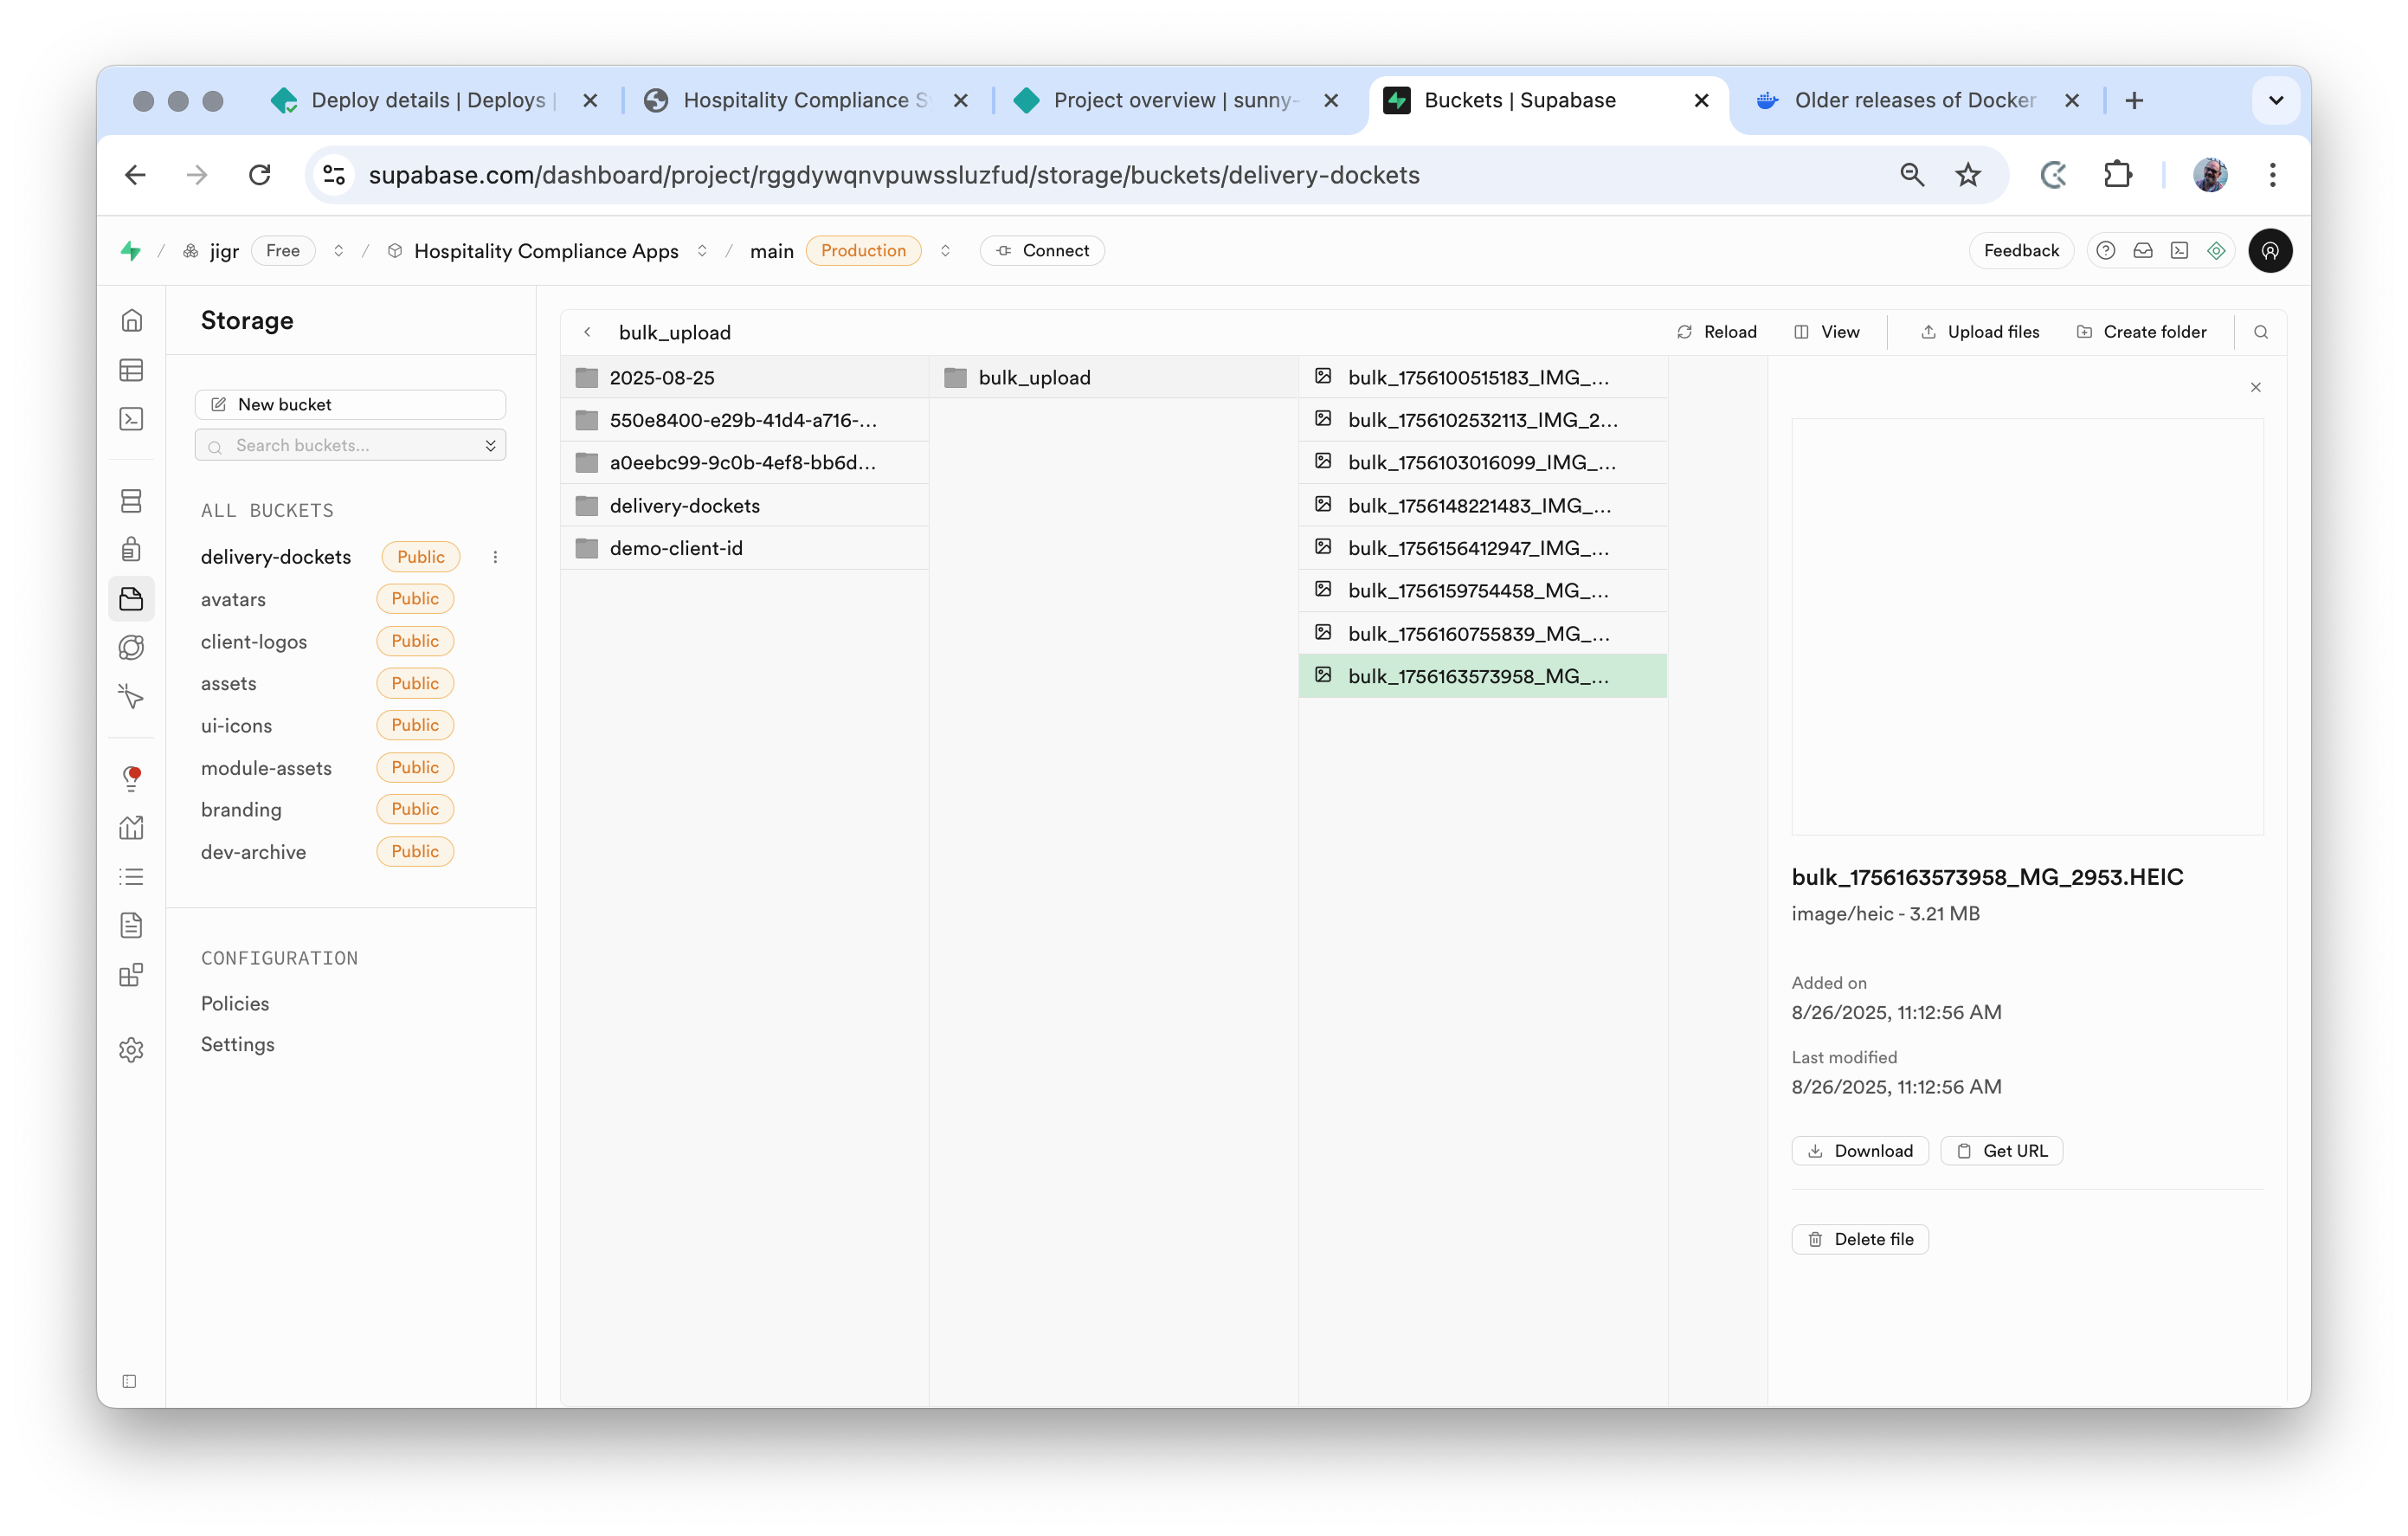 Deploy details | Deploys |
Hospitality Compliance S
Project overview | sunny-
Buckets | Supabase
Older releases of Docker
supabase.com/dashboard/project/rggdywqnvpuwssluzfud/storage/buckets/delivery-dockets
/ jigr Free / Hospitality Compliance Apps / main Production Connect
Feedback
Storage
New bucket
Search buckets...
ALL BUCKETS
delivery-dockets Public
avatars Public
client-logos Public
assets Public
ui-icons Public
module-assets Public
branding Public
dev-archive Public
CONFIGURATION
Policies
Settings
bulk_upload
Reload
View
Upload files
Create folder
2025-08-25
550e8400-e29b-41d4-a716-...
a0eebc99-9c0b-4ef8-bb6d...
delivery-dockets
demo-client-id
bulk_upload
bulk_1756100515183_IMG_...
bulk_1756102532113_IMG_2...
bulk_1756103016099_IMG_...
bulk_1756148221483_IMG_...
bulk_1756156412947_IMG_...
bulk_1756159754458_MG_...
bulk_1756160755839_MG_...
bulk_1756163573958_MG_...
bulk_1756163573958_MG_2953.HEIC
image/heic - 3.21 MB
Added on
8/26/2025, 11:12:56 AM
Last modified
8/26/2025, 11:12:56 AM
Download
Get URL
Delete file